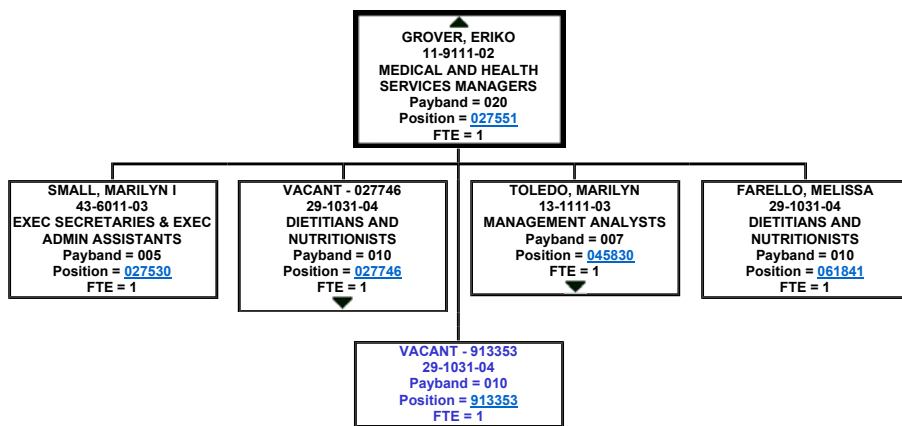 GROVER, ERIKO
11-9111-02
MEDICAL AND HEALTH
SERVICES MANAGERS
Payband = 020
Position = 027551
FTE = 1
SMALL, MARILYN I
43-6011-03
EXEC SECRETARIES & EXEC
ADMIN ASSISTANTS
Payband = 005
Position = 027530
FTE = 1
VACANT - 027746
29-1031-04
DIETITIANS AND
NUTRITIONISTS
Payband = 010
Position = 027746
FTE = 1
TOLEDO, MARILYN
13-1111-03
MANAGEMENT ANALYSTS
Payband = 007
Position = 045830
FTE = 1
FARELLO, MELISSA
29-1031-04
DIETITIANS AND
NUTRITIONISTS
Payband = 010
Position = 061841
FTE = 1
VACANT - 913353
29-1031-04
Payband = 010
Position = 913353
FTE = 1